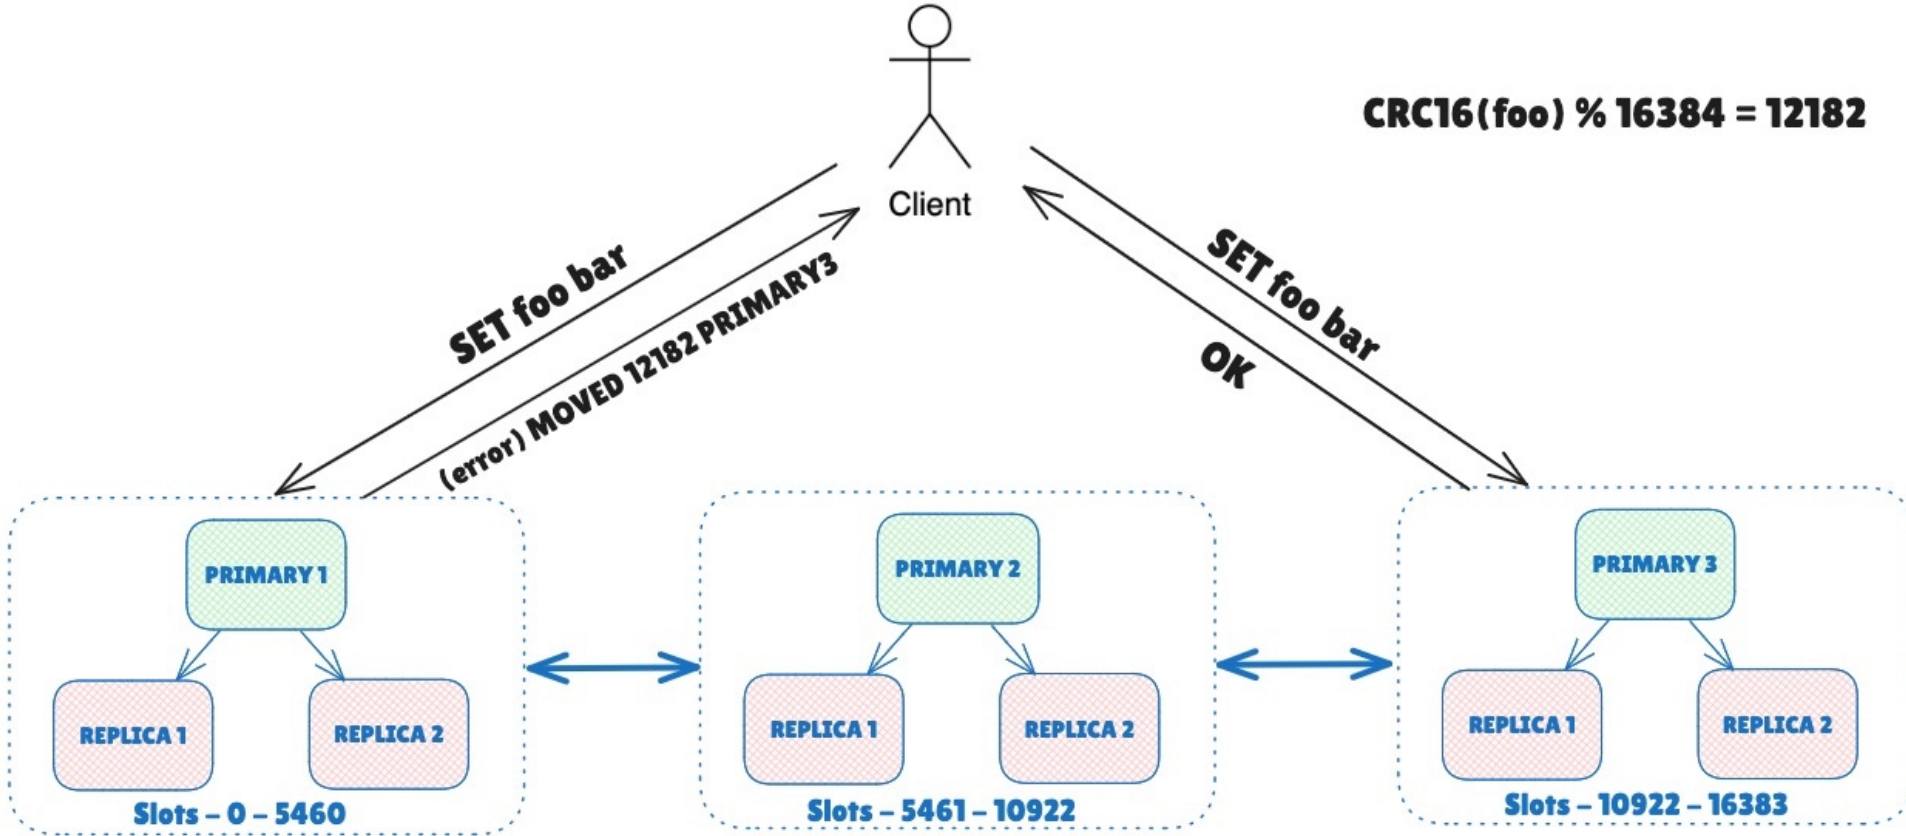 CRC16(foo) % 16384 = 12182
Client
SET foo bar
(error) MOVED 12182 PRIMARY3
SET foo bar
OK
PRIMARY 1
REPLICA 1
REPLICA 2
Slots – 0 – 5460
PRIMARY 2
REPLICA 1
REPLICA 2
Slots – 5461 – 10922
PRIMARY 3
REPLICA 1
REPLICA 2
Slots – 10922 – 16383